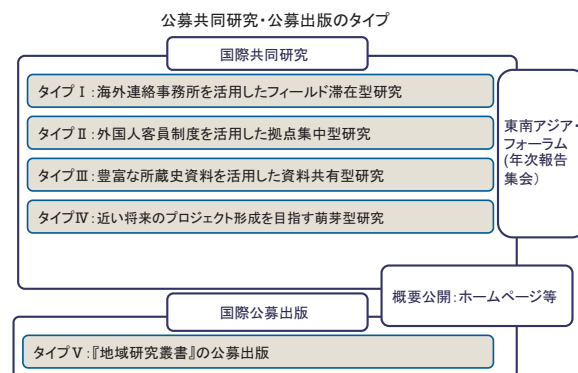 公募共同研究・公募出版のタイプ
国際共同研究
タイプⅠ:海外連絡事務所を活用したフィールド滞在型研究
タイプⅡ:外国人客員制度を活用した拠点集中型研究
タイプⅢ:豊富な所蔵史資料を活用した資料共有型研究
タイプⅣ:近い将来のプロジェクト形成を目指す萌芽型研究
東南アジア・
フォーラム
(年次報告
集会)
概要公開:ホームページ等
国際公募出版
タイプⅤ:『地域研究叢書』の公募出版